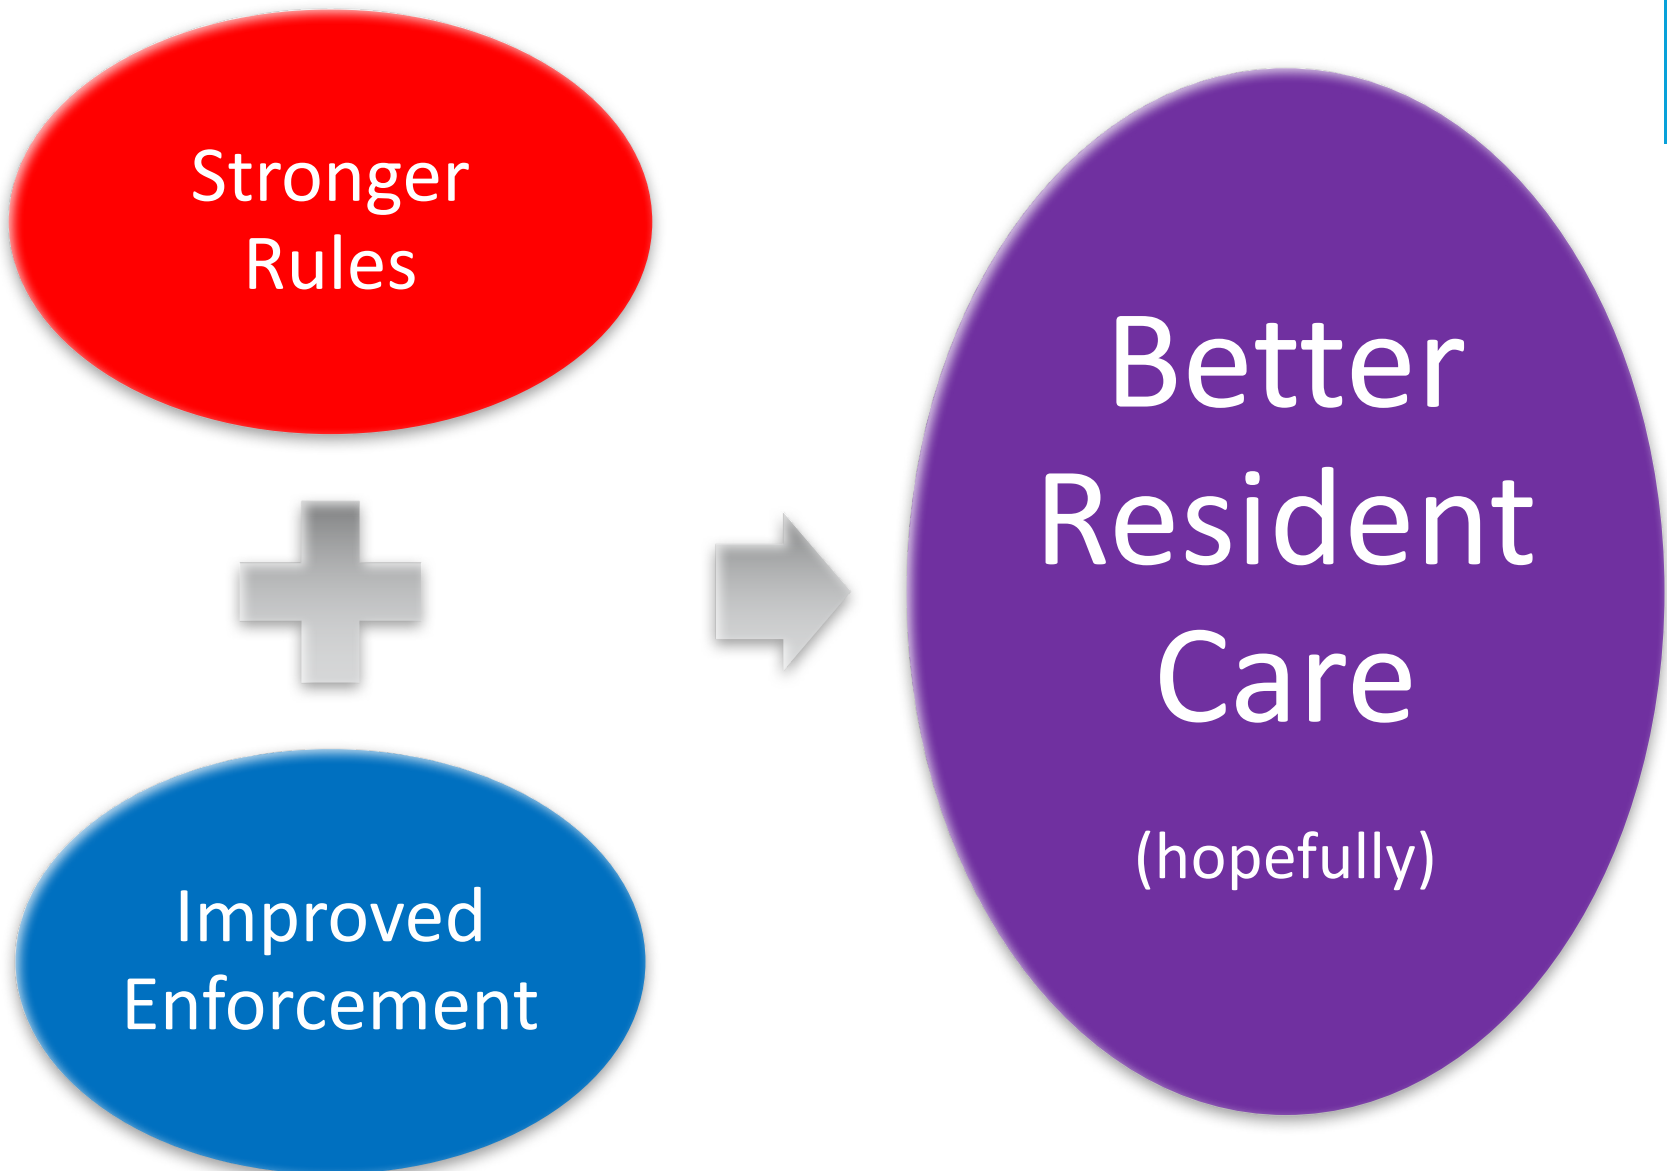 Stronger
Rules
Improved
Enforcement
Better
Resident
Care
(hopefully)